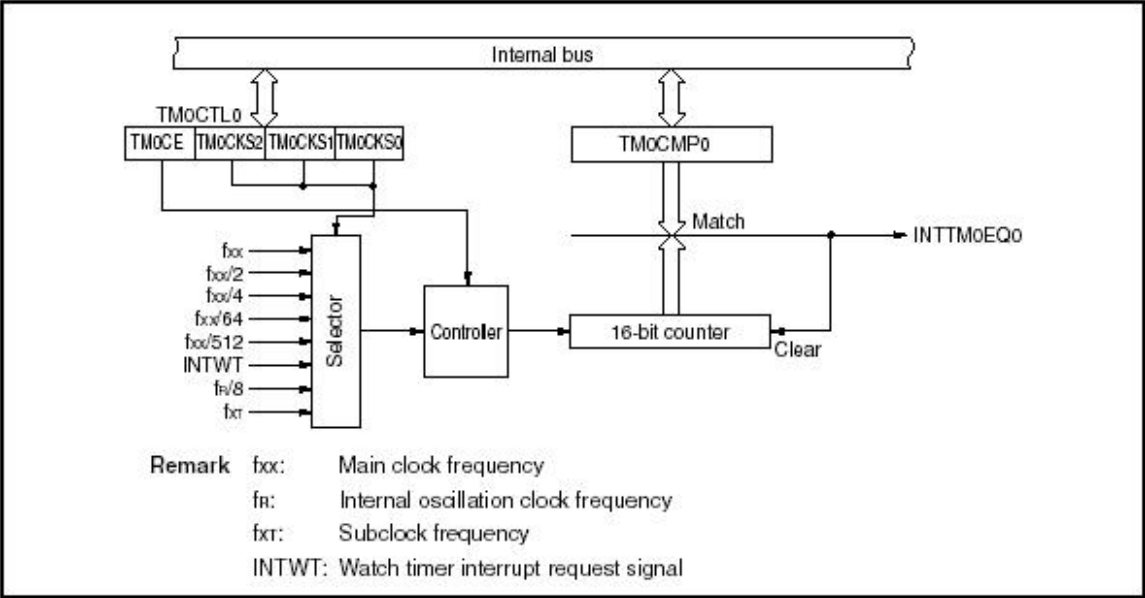 Internal bus
TM0CTL0
TM0CE TM0CKS2 TM0CKS1 TM0CKS0
TM0CMP0
Match
INTTM0EQ0
fxx
fxx/2
fxx/4
fxx/64
fxx/512
INTWT
fR/8
fXT
Selector
Controller
16-bit counter
Clear
Remark fxx: Main clock frequency
fR: Internal oscillation clock frequency
fXT: Subclock frequency
INTWT: Watch timer interrupt request signal